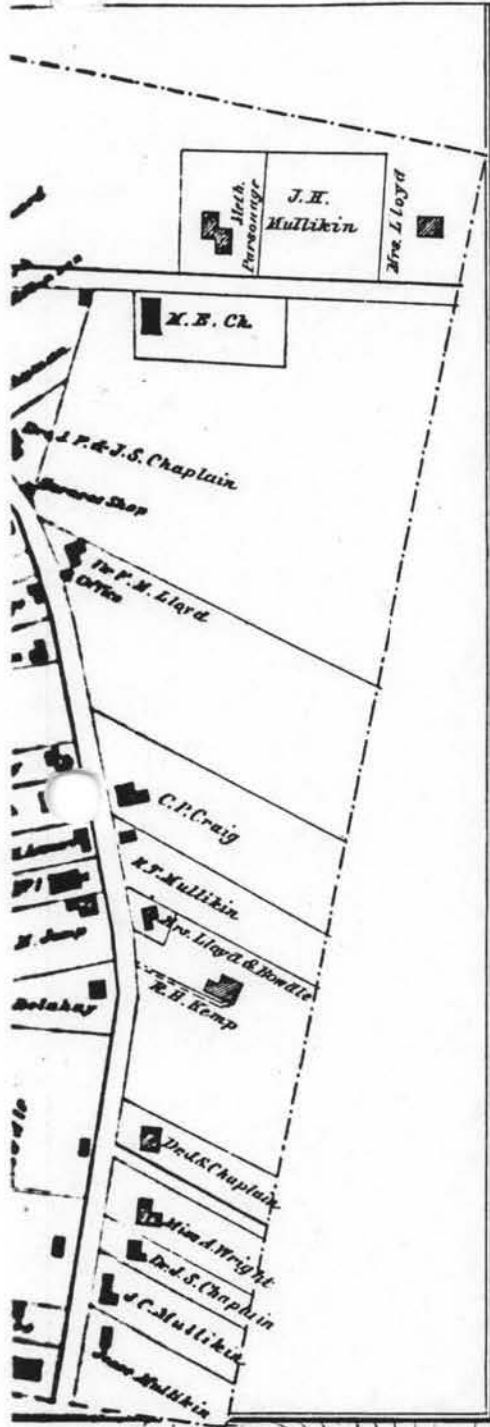 Meth.
Parsonage
J. H.
Mullikin
Mrs. Lloyd
M. E. Ch.
Drs J. P. & J. S. Chaplain
Harness Shop
Dr P. M. Lloyd
Office
C. P. Craig
Mullikin
Mrs. Lloyd & Bowdle
R. H. Kemp
M. Jump
Delahay
Dr. J. S. Chaplain
Miss A. Wright
Dr. J. S. Chaplain
J C. Mullikin
Mullikin